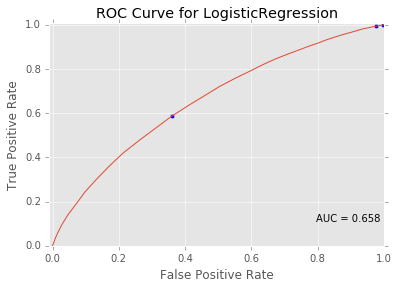 ROC Curve for LogisticRegression
1.0
0.8
0.6
0.4
0.2
0.0
True Positive Rate
AUC = 0.658
0.0 0.2 0.4 0.6 0.8 1.0
False Positive Rate